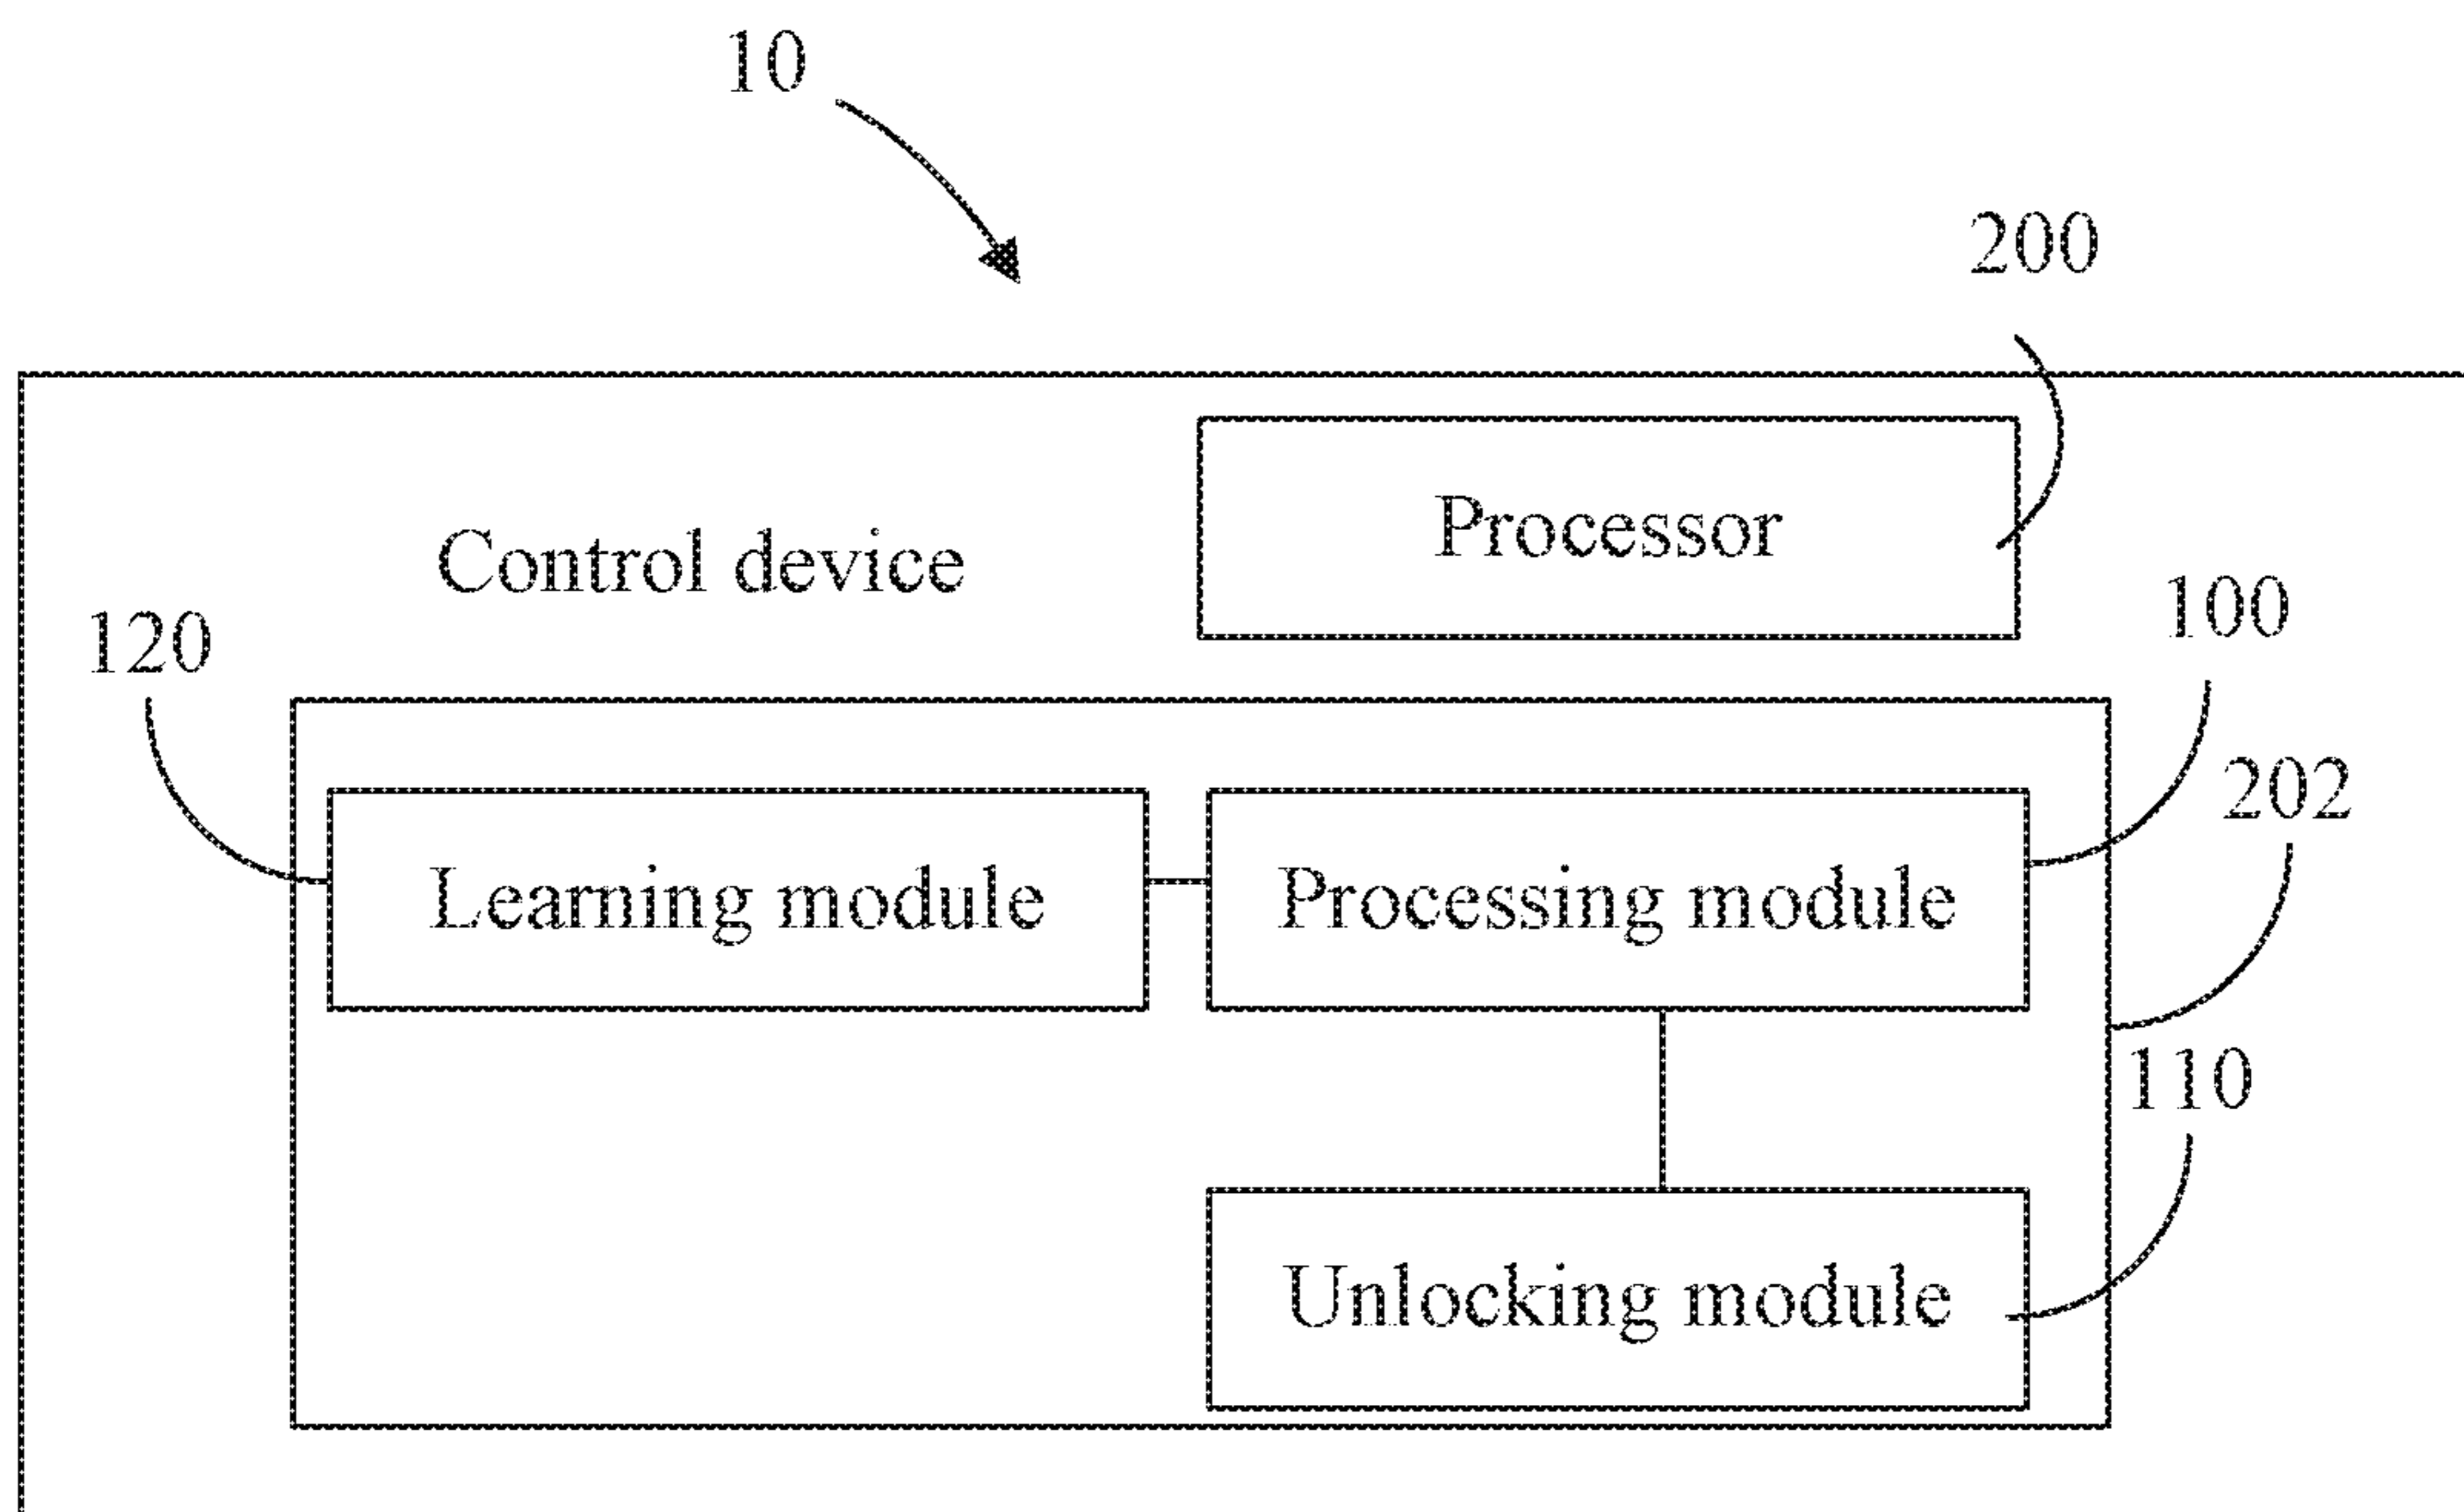 10
200
Processor
Control device
100
120
202
Learning module
Processing module
110
Unlocking module